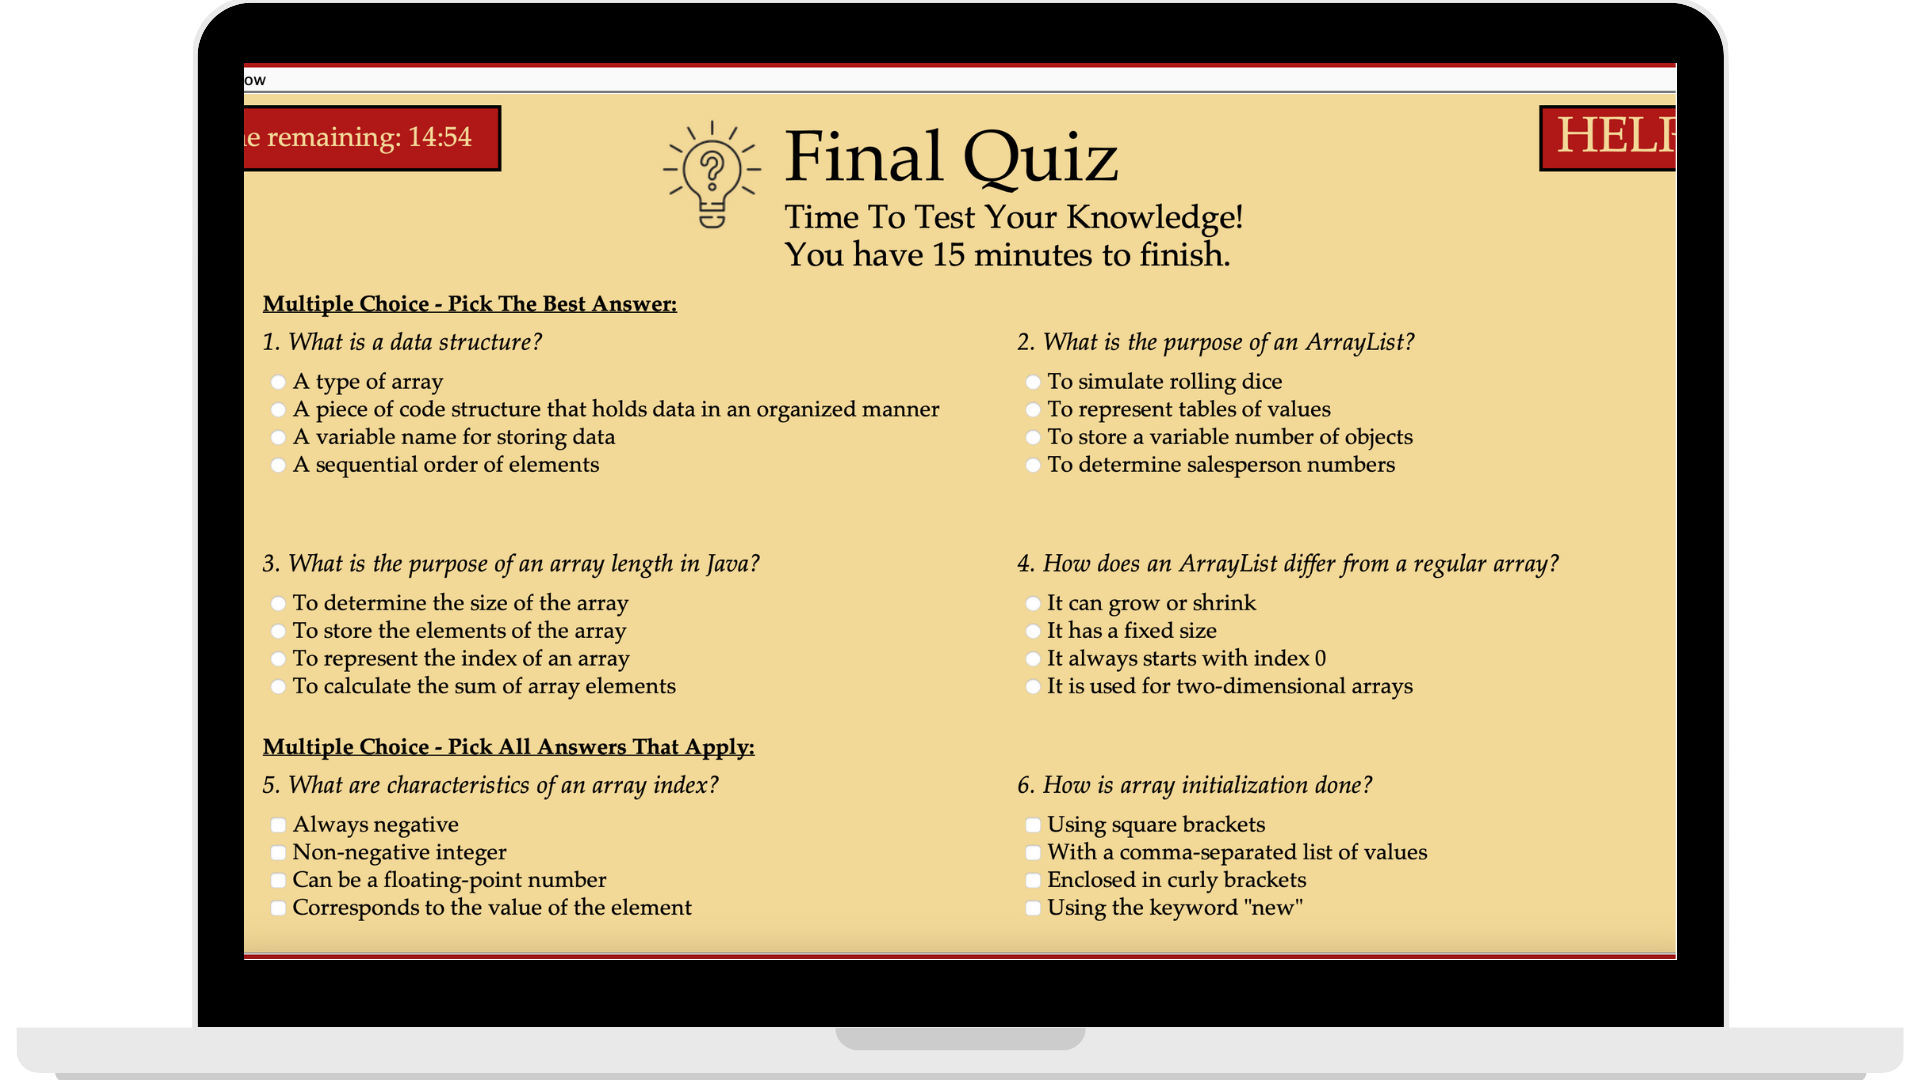 ow
e remaining: 14:54
HELP
Final Quiz
Time To Test Your Knowledge!
You have 15 minutes to finish.
Multiple Choice - Pick The Best Answer:
1. What is a data structure?
A type of array
A piece of code structure that holds data in an organized manner
A variable name for storing data
A sequential order of elements
2. What is the purpose of an ArrayList?
To simulate rolling dice
To represent tables of values
To store a variable number of objects
To determine salesperson numbers
3. What is the purpose of an array length in Java?
To determine the size of the array
To store the elements of the array
To represent the index of an array
To calculate the sum of array elements
4. How does an ArrayList differ from a regular array?
It can grow or shrink
It has a fixed size
It always starts with index 0
It is used for two-dimensional arrays
Multiple Choice - Pick All Answers That Apply:
5. What are characteristics of an array index?
Always negative
Non-negative integer
Can be a floating-point number
Corresponds to the value of the element
6. How is array initialization done?
Using square brackets
With a comma-separated list of values
Enclosed in curly brackets
Using the keyword "new"